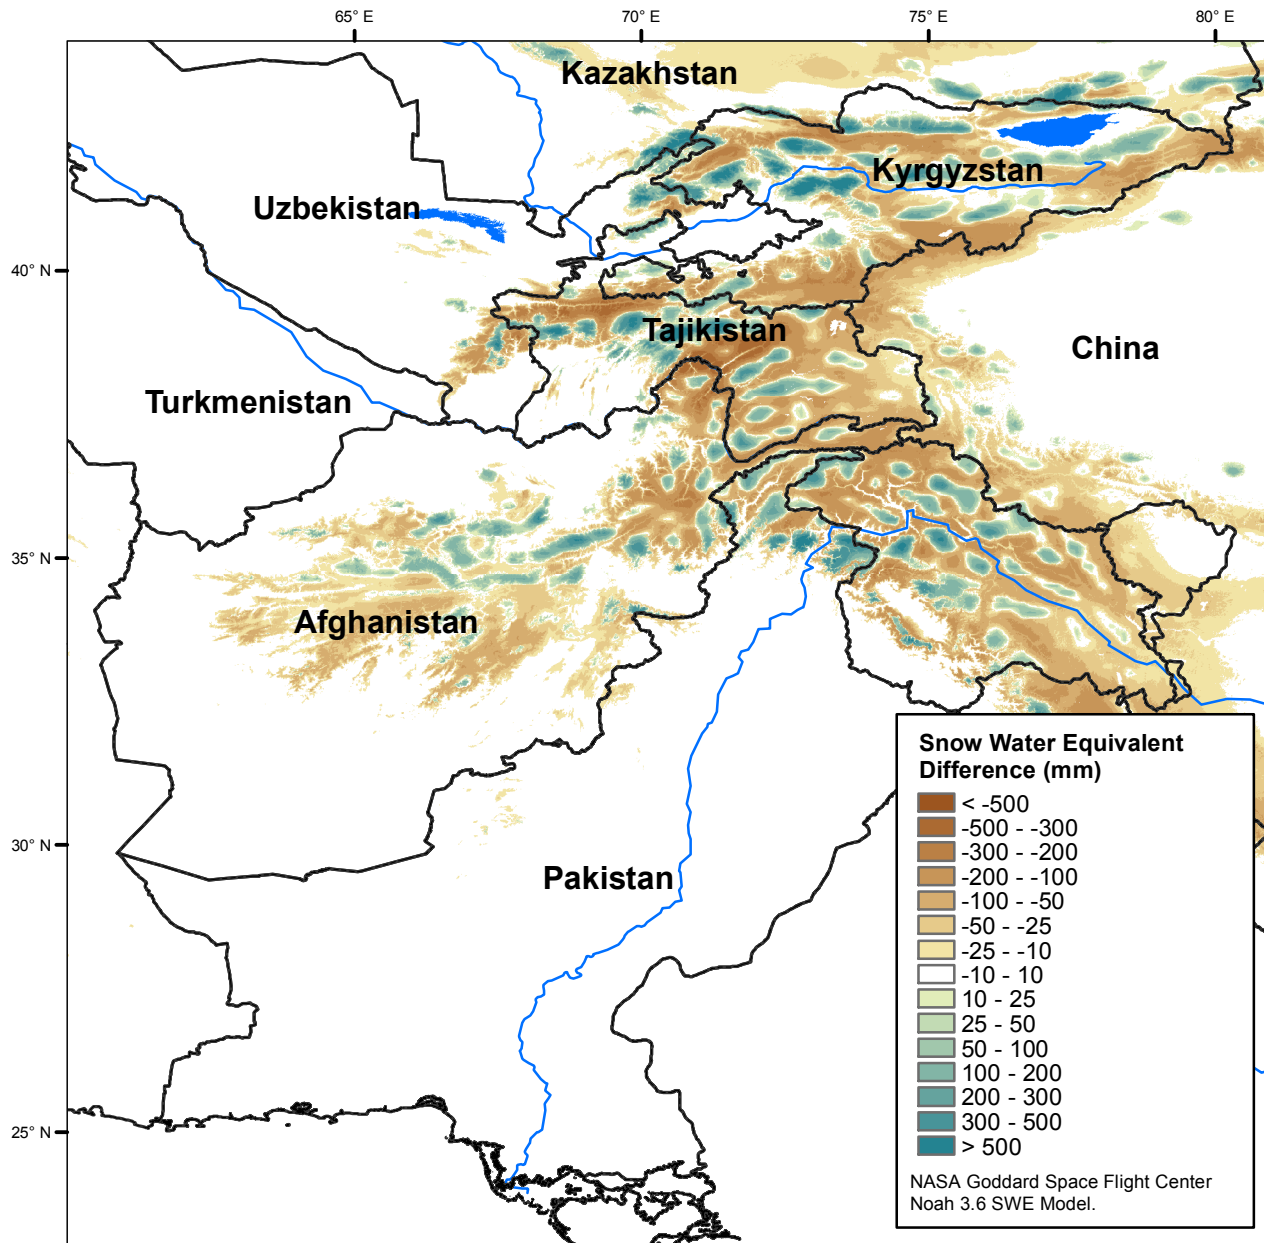 65° E
70° E
75° E
80° E
Kazakhstan
Kyrgyzstan
Uzbekistan
40° N
Tajikistan
China
Turkmenistan
35° N
Afghanistan
30° N
Pakistan
25° N
Snow Water Equivalent
Difference (mm)
< -500
-500 - -300
-300 - -200
-200 - -100
-100 - -50
-50 - -25
-25 - -10
-10 - 10
10 - 25
25 - 50
50 - 100
100 - 200
200 - 300
300 - 500
> 500
NASA Goddard Space Flight Center
Noah 3.6 SWE Model.